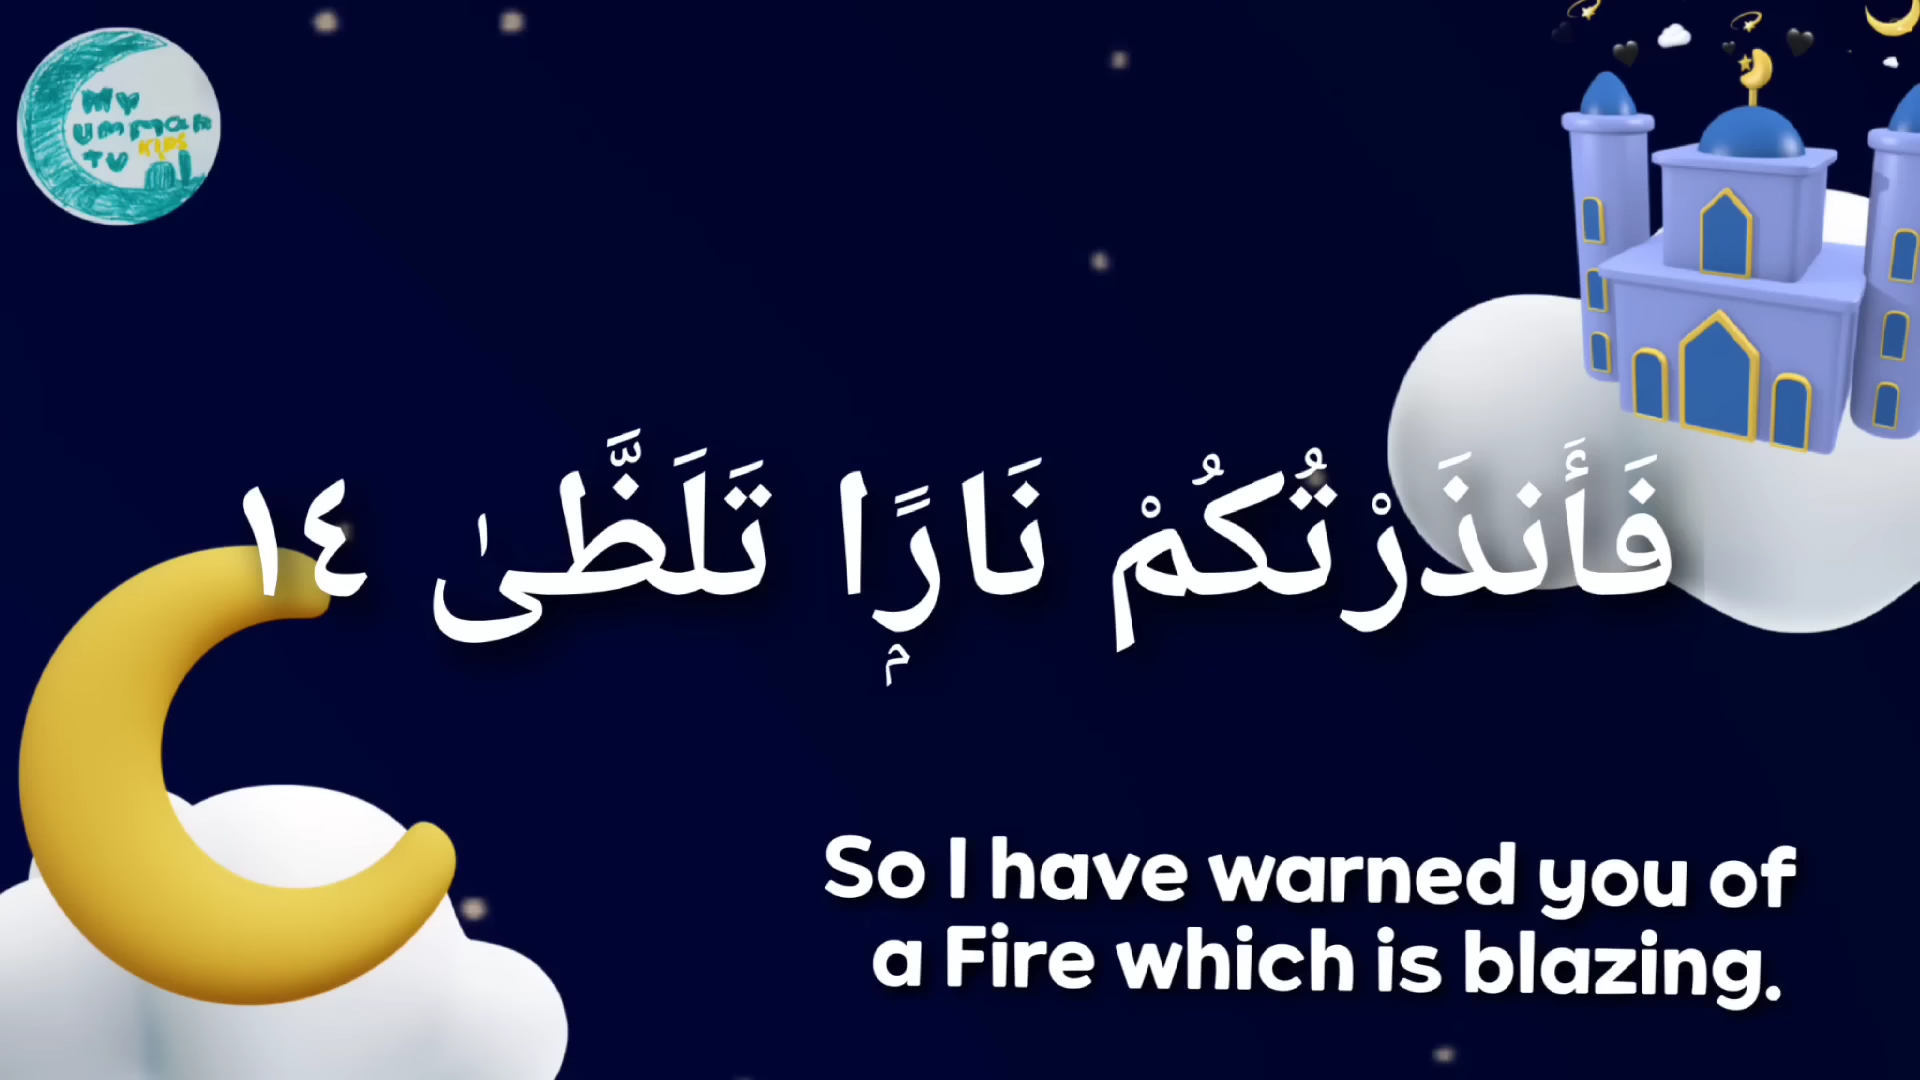 My
ummah
TV KIDS
فَأَنذَرْتُكُمْ نَارًۭا تَلَظَّىٰ ١٤
So I have warned you of
a Fire which is blazing.